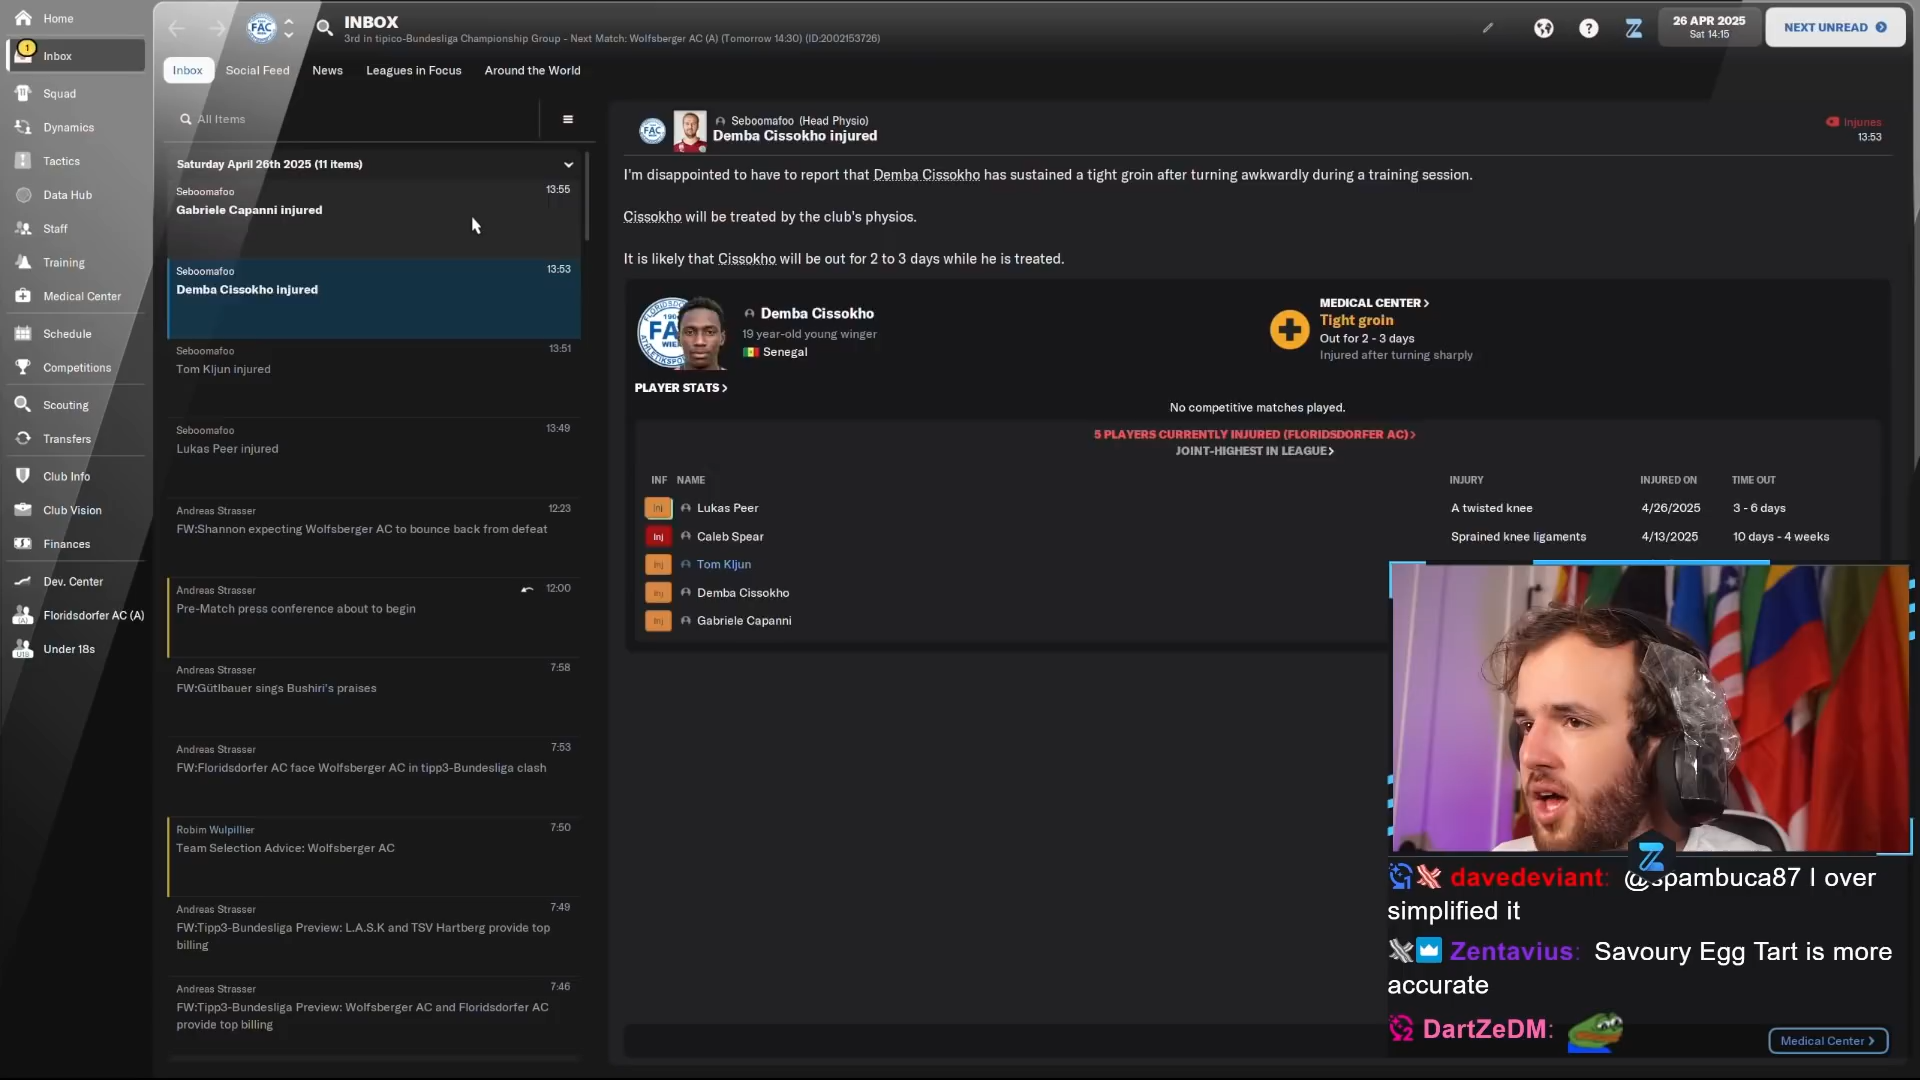 Home
1
Inbox
Squad
Dynamics
Tactics
Data Hub
Staff
Training
Medical Center
Schedule
Competitions
Scouting
Transfers
Club Info
Club Vision
Finances
Dev. Center
Floridsdorfer AC (A)
Under 18s
FAC
INBOX
3rd in tipico-Bundesliga Championship Group - Next Match: Wolfsberger AC (A) (Tomorrow 14:30) (ID:2002153726)
26 APR 2025
Sat 14:15
NEXT UNREAD
Inbox Social Feed News Leagues in Focus Around the World
All Items
Saturday April 26th 2025 (11 items)
Seboomafoo 13:55
Gabriele Capanni injured
Seboomafoo 13:53
Demba Cissokho injured
Seboomafoo 13:51
Tom Kljun injured
Seboomafoo 13:49
Lukas Peer injured
Andreas Strasser 12:23
FW:Shannon expecting Wolfsberger AC to bounce back from defeat
Andreas Strasser 12:00
Pre-Match press conference about to begin
Andreas Strasser 7:58
FW:Gütlbauer sings Bushiri's praises
Andreas Strasser 7:53
FW:Floridsdorfer AC face Wolfsberger AC in tipp3-Bundesliga clash
Robim Wulpillier 7:50
Team Selection Advice: Wolfsberger AC
Andreas Strasser 7:49
FW:Tipp3-Bundesliga Preview: L.A.S.K and TSV Hartberg provide top
billing
Andreas Strasser 7:46
FW:Tipp3-Bundesliga Preview: Wolfsberger AC and Floridsdorfer AC
provide top billing
FAC
Seboomafoo (Head Physio)
Demba Cissokho injured
Injuries
13:53
I'm disappointed to have to report that Demba Cissokho has sustained a tight groin after turning awkwardly during a training session.
Cissokho will be treated by the club's physios.
It is likely that Cissokho will be out for 2 to 3 days while he is treated.
Demba Cissokho
19 year-old young winger
Senegal
MEDICAL CENTER >
Tight groin
Out for 2 - 3 days
Injured after turning sharply
PLAYER STATS >
No competitive matches played.
5 PLAYERS CURRENTLY INJURED (FLORIDSDORFER AC) >
JOINT-HIGHEST IN LEAGUE >
INF NAME INJURY INJURED ON TIME OUT
Inj Lukas Peer A twisted knee 4/26/2025 3 - 6 days
Inj Caleb Spear Sprained knee ligaments 4/13/2025 10 days - 4 weeks
Inj Tom Kljun
Inj Demba Cissokho
Inj Gabriele Capanni
davedeviant: @spambuca87 I over
simplified it
Zentavius: Savoury Egg Tart is more
accurate
DartZeDM:
Medical Center >